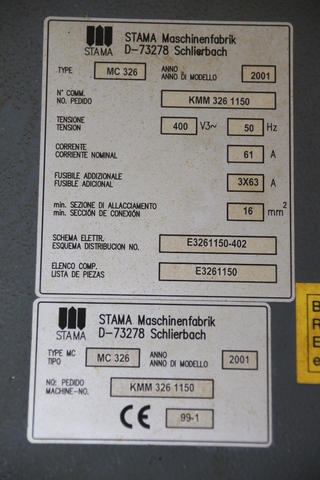 STAMA
STAMA Maschinenfabrik
D-73278 Schlierbach
TYPE MC 326 ANNO
AÑNO DI MODELLO 2001
N° COMM.
NO. PEDIDO KMM 326 1150
TENSIONE
TENSION 400 V3~ 50 Hz
CORRENTE
CORRIENTE NOMINAL 61 A
FUSIBILE ADDIZIONALE
FUSIBLE ADICIONAL 3X63 A
min. SEZIONE DI ALLACCIAMENTO
min. SECCIÓN DE CONEXIÓN 16 mm²
SCHEMA ELETTR.
ESQUEMA DISTRIBUCION NO. E3261150-402
ELENCO COMP.
LISTA DE PIEZAS E3261150
STAMA
STAMA Maschinenfabrik
D-73278 Schlierbach
TYPE MC
TIPO MC 326 ANNO
AÑNO DI MODELLO 2001
NO: PEDIDO
MACHINE-NO. KMM 326 1150
CE 99-1